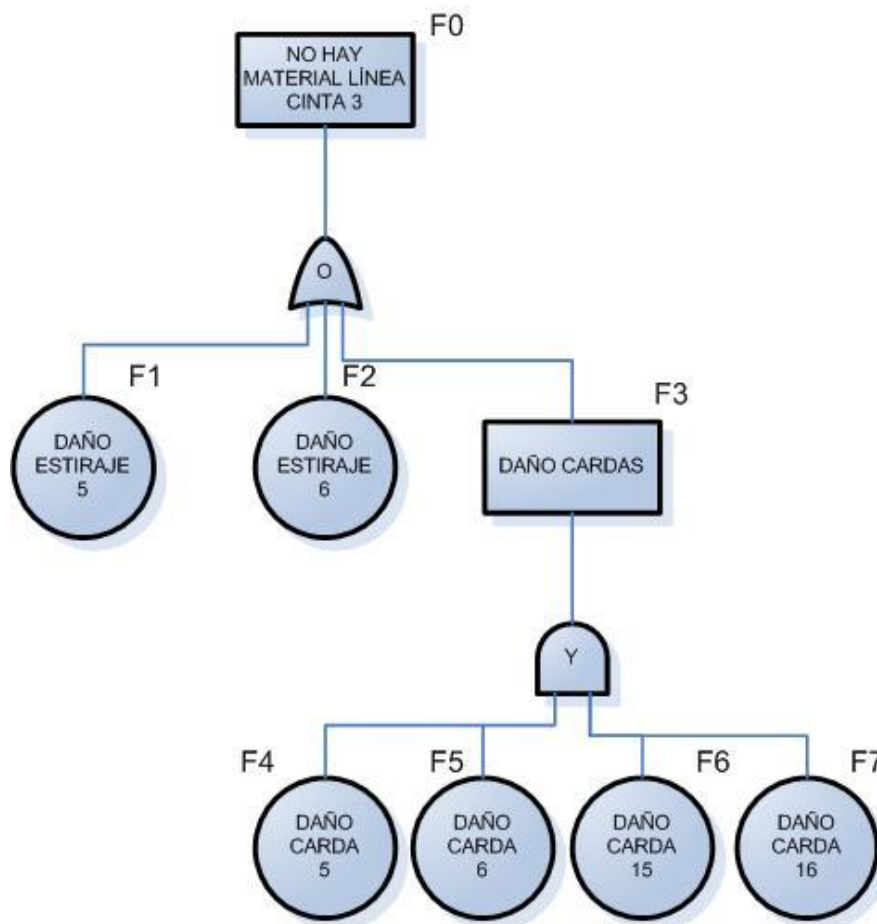 F0
NO HAY
MATERIAL LÍNEA
CINTA 3
O
F1
F2
F3
DAÑO
ESTIRAJE
5
DAÑO
ESTIRAJE
6
DAÑO CARDAS
Y
F4
F5
F6
F7
DAÑO
CARDA
5
DAÑO
CARDA
6
DAÑO
CARDA
15
DAÑO
CARDA
16